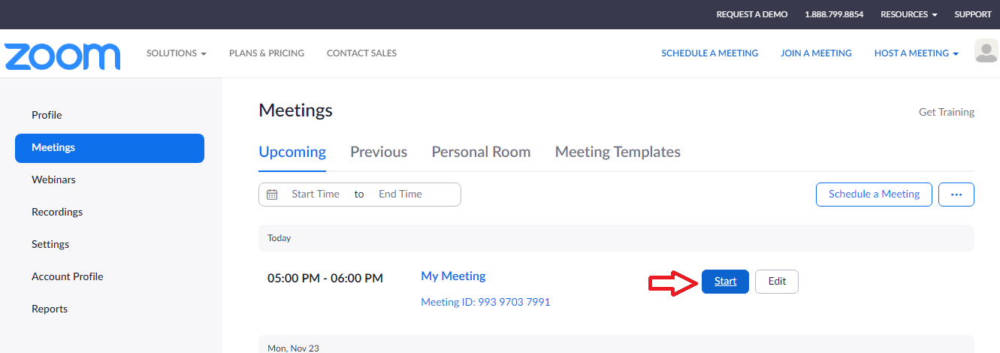 REQUEST A DEMO 1.888.799.8854 RESOURCES SUPPORT
zoom SOLUTIONS PLANS & PRICING CONTACT SALES SCHEDULE A MEETING JOIN A MEETING HOST A MEETING
Profile
Meetings
Webinars
Recordings
Settings
Account Profile
Reports
Meetings
Get Training
Upcoming Previous Personal Room Meeting Templates
Start Time to End Time
Schedule a Meeting ...
Today
05:00 PM - 06:00 PM My Meeting Start Edit
Meeting ID: 993 9703 7991
Mon, Nov 23